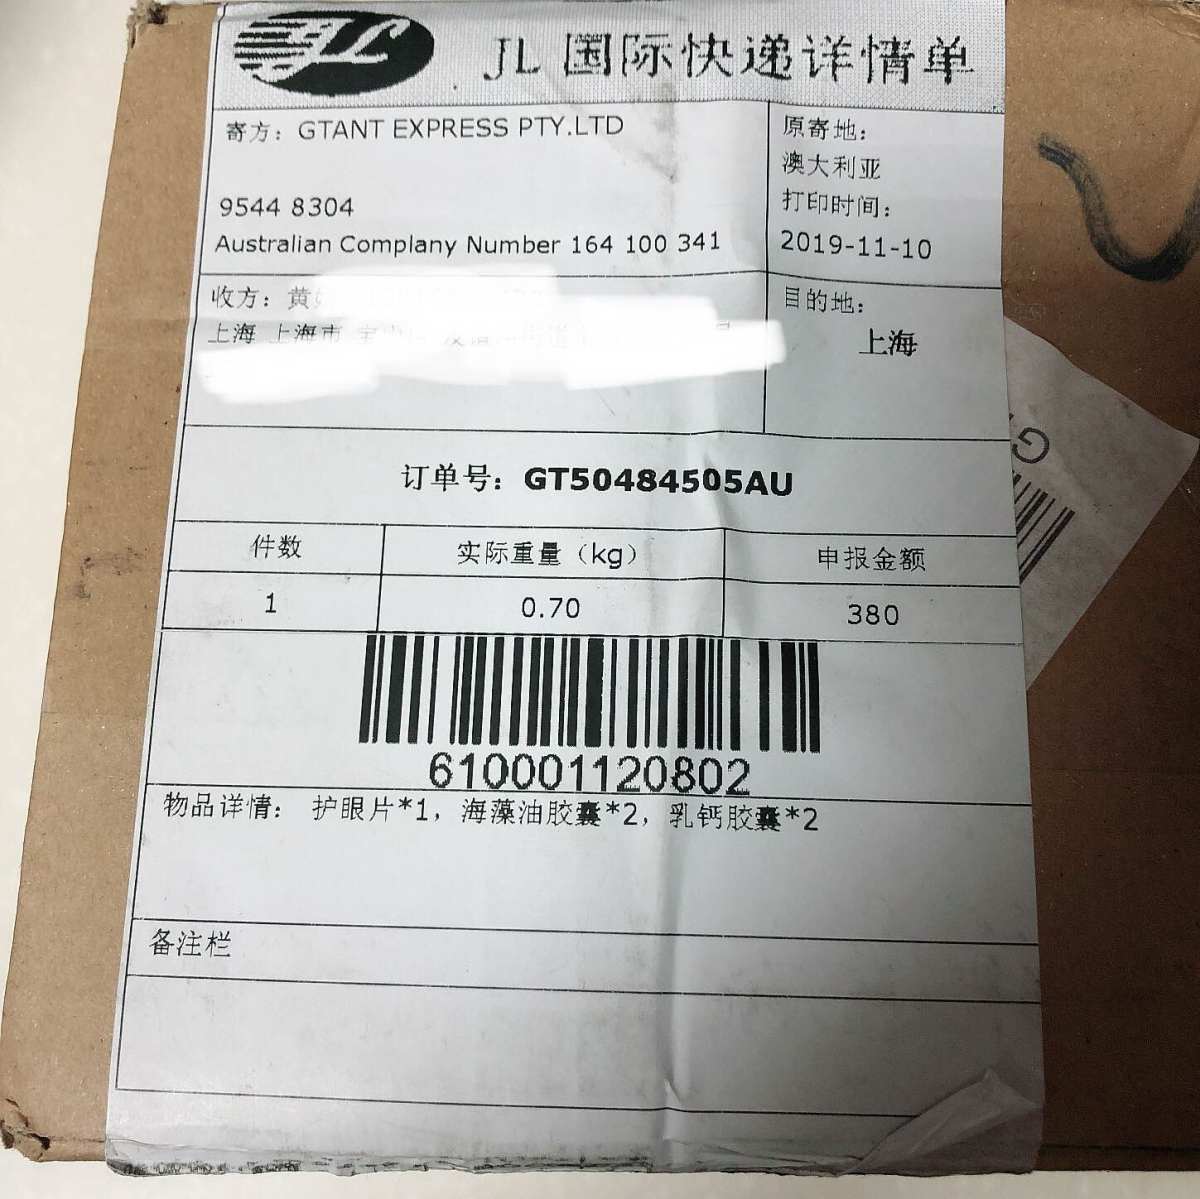 JL 国际快递详情单
寄方：GTANT EXPRESS PTY.LTD
9544 8304
Australian Complany Number 164 100 341
原寄地：
澳大利亚
打印时间：
2019-11-10
收方：黄
上海 上海市
目的地：
上海
订单号：GT50484505AU
件数 实际重量（kg） 申报金额
1 0.70 380
610001120802
物品详情： 护眼片*1，海藻油胶囊*2，乳钙胶囊*2
备注栏
G